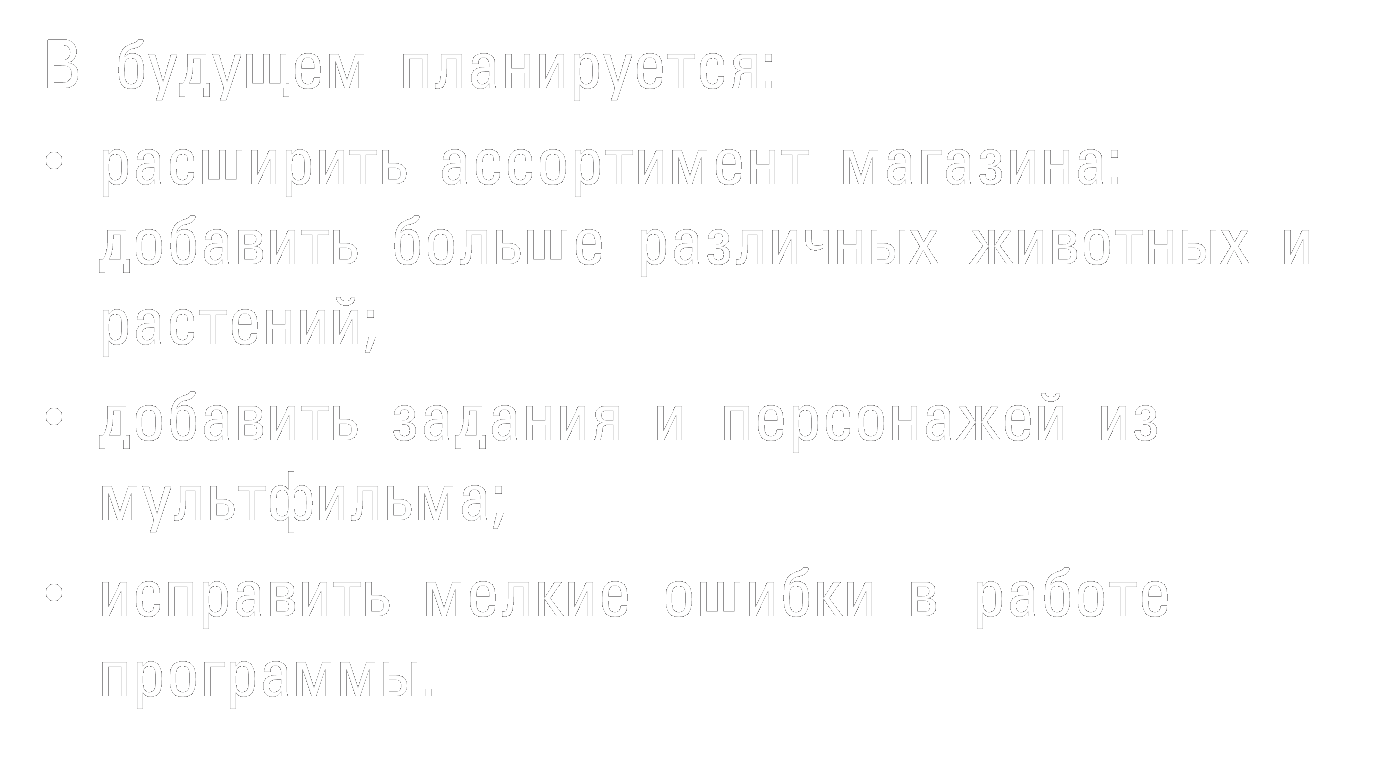 В будущем планируется:
• расширить ассортимент магазина:
добавить больше различных животных и
растений;
• добавить задания и персонажей из
мультфильма;
• исправить мелкие ошибки в работе
программы.